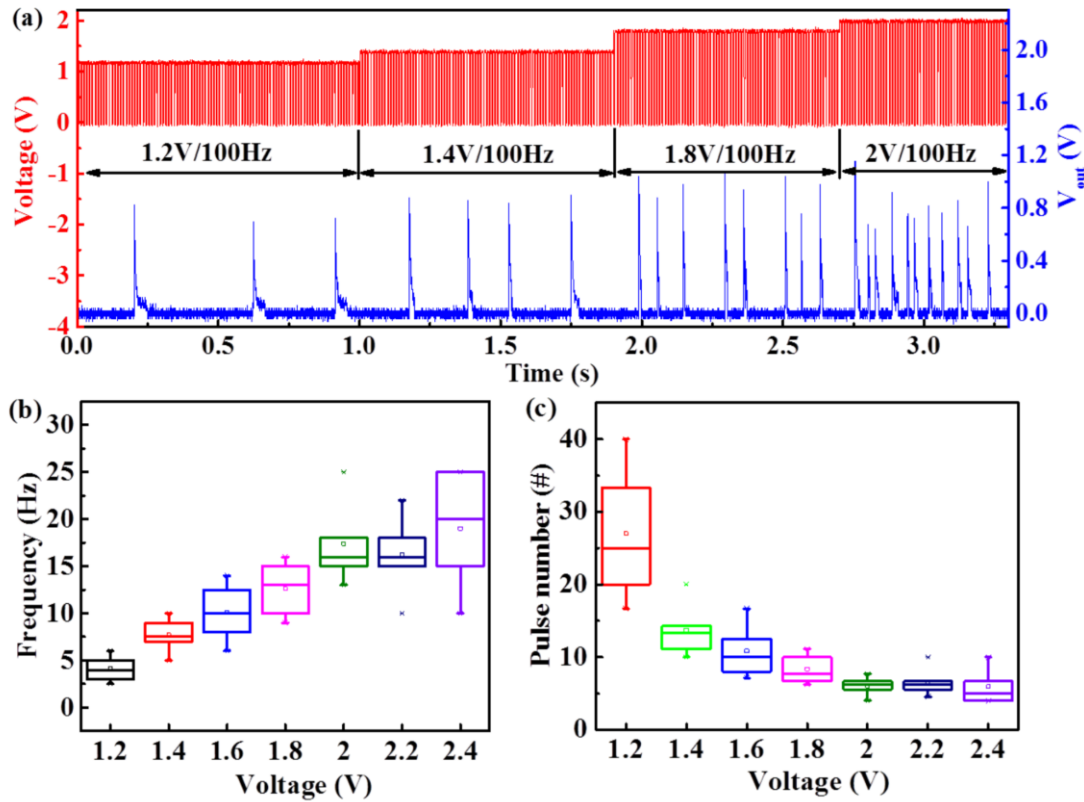 (a)
2
1
0
-1
-2
-3
-4
Voltage (V)
2.0
1.6
1.2
0.8
0.4
0.0
V_out (V)
1.2V/100Hz 1.4V/100Hz 1.8V/100Hz 2V/100Hz
0.0 0.5 1.0 1.5 2.0 2.5 3.0
Time (s)
(b)
30
25
20
15
10
5
0
Frequency (Hz)
1.2 1.4 1.6 1.8 2 2.2 2.4
Voltage (V)
(c)
40
30
20
10
0
Pulse number (#)
1.2 1.4 1.6 1.8 2 2.2 2.4
Voltage (V)